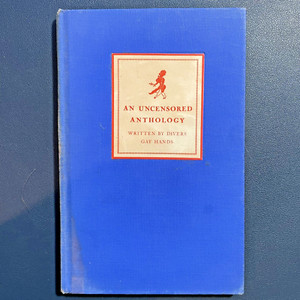 AN UNCENSORED
ANTHOLOGY
WRITTEN BY DIVERS
GAY HANDS